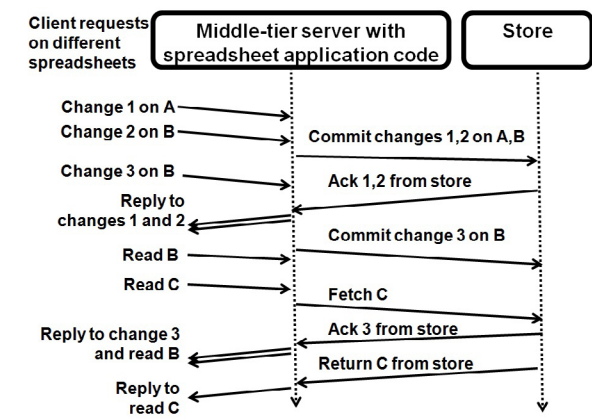 Client requests
on different
spreadsheets
Middle-tier server with
spreadsheet application code
Store
Change 1 on A
Change 2 on B
Commit changes 1,2 on A,B
Change 3 on B
Ack 1,2 from store
Reply to
changes 1 and 2
Commit change 3 on B
Read B
Read C
Fetch C
Reply to change 3
and read B
Ack 3 from store
Return C from store
Reply to
read C